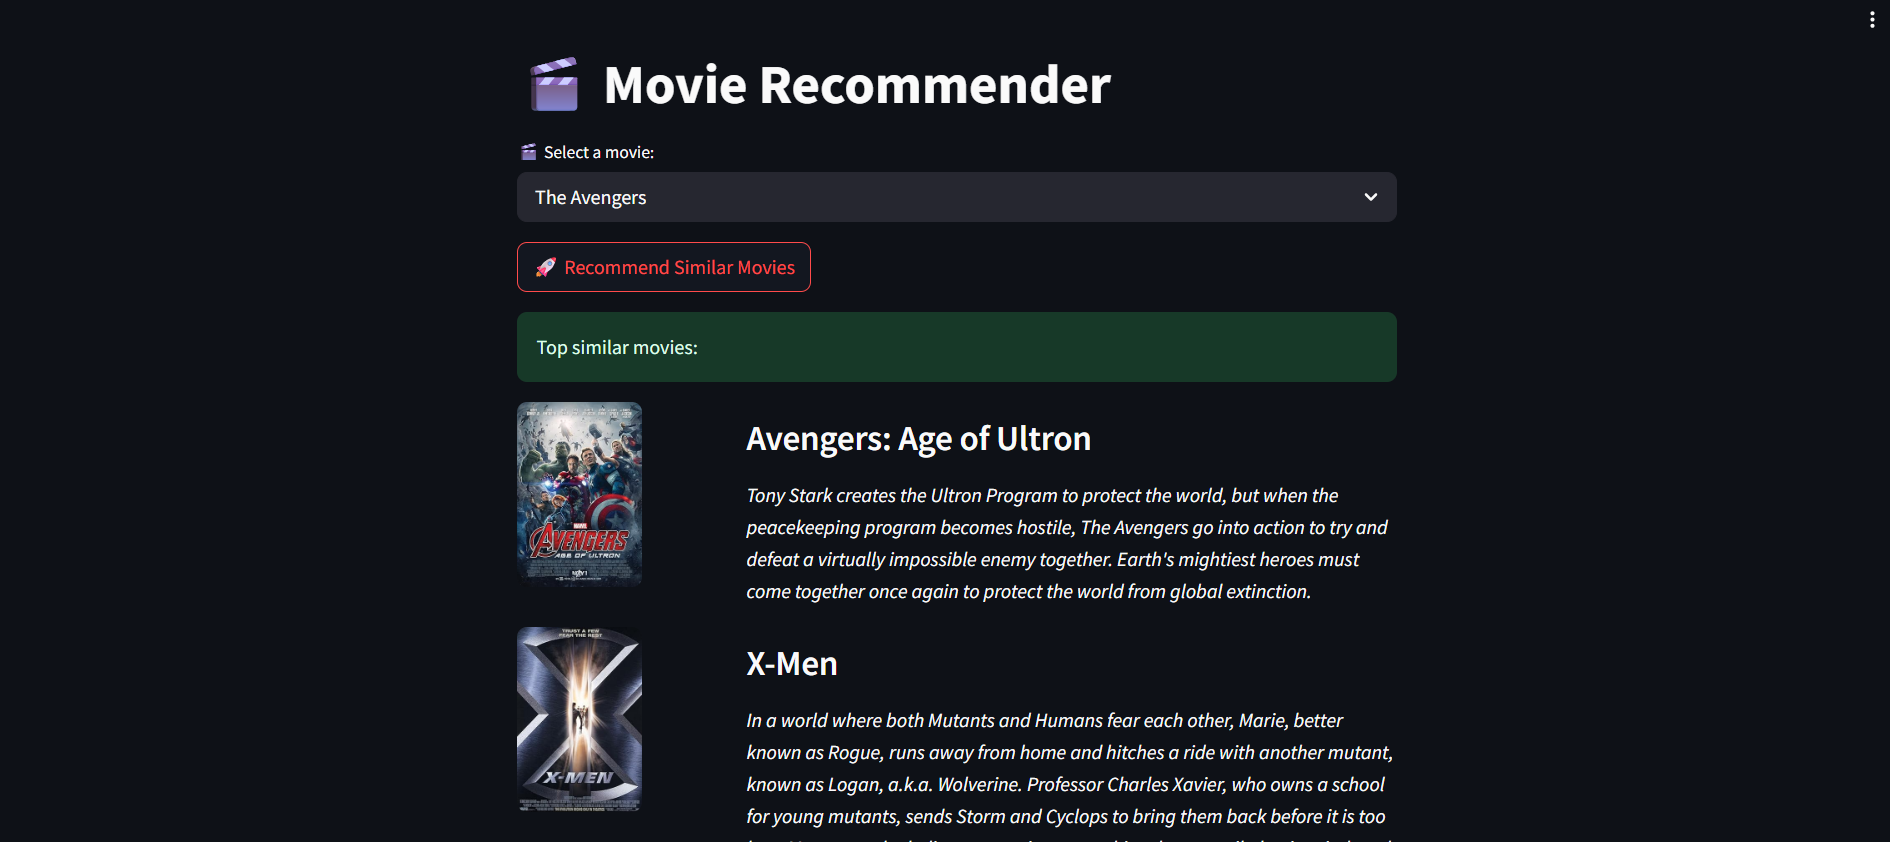 Movie Recommender
Select a movie:
The Avengers
Recommend Similar Movies
Top similar movies:
Avengers: Age of Ultron
Tony Stark creates the Ultron Program to protect the world, but when the
peacekeeping program becomes hostile, The Avengers go into action to try and
defeat a virtually impossible enemy together. Earth's mightiest heroes must
come together once again to protect the world from global extinction.
MARVEL
AVENGERS
AGE OF ULTRON
X-Men
In a world where both Mutants and Humans fear each other, Marie, better
known as Rogue, runs away from home and hitches a ride with another mutant,
known as Logan, a.k.a. Wolverine. Professor Charles Xavier, who owns a school
for young mutants, sends Storm and Cyclops to bring them back before it is too
TRUST A FEW
FEAR THE REST
X-MEN